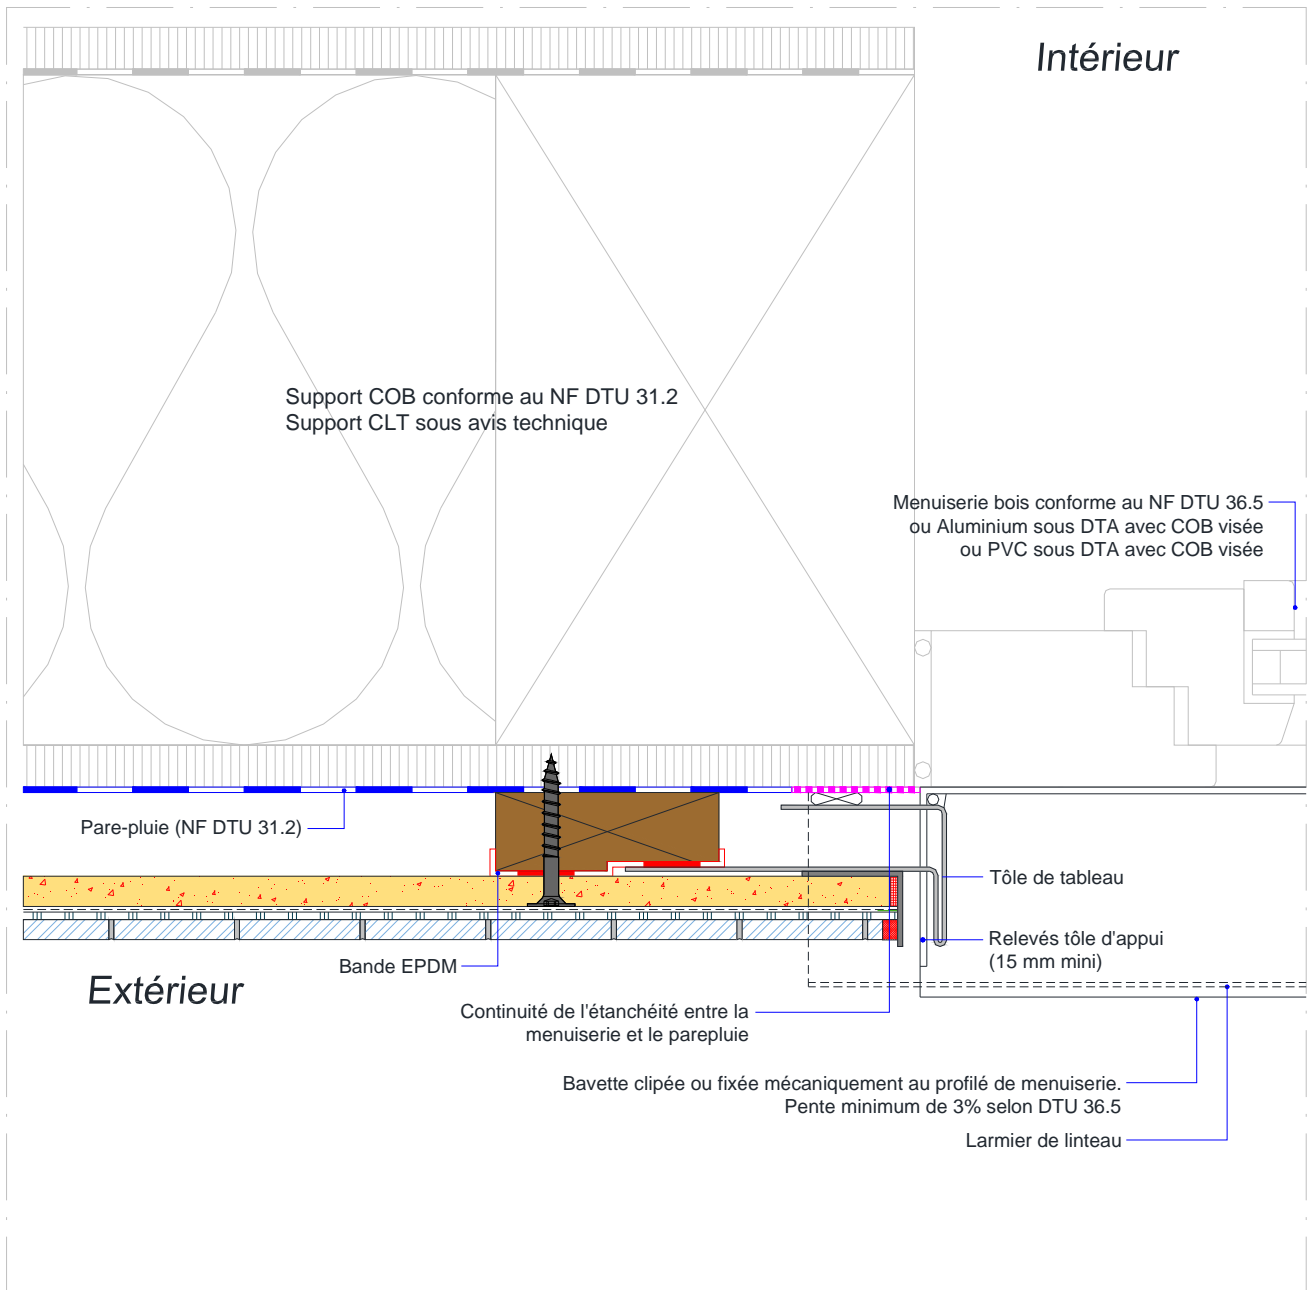 Intérieur
Support COB conforme au NF DTU 31.2
Support CLT sous avis technique
Menuiserie bois conforme au NF DTU 36.5
ou Aluminium sous DTA avec COB visée
ou PVC sous DTA avec COB visée
Pare-pluie (NF DTU 31.2)
Tôle de tableau
Relevés tôle d'appui
(15 mm mini)
Bande EPDM
Extérieur
Continuité de l'étanchéité entre la
menuiserie et le parepluie
Bavette clipée ou fixée mécaniquement au profilé de menuiserie.
Pente minimum de 3% selon DTU 36.5
Larmier de linteau